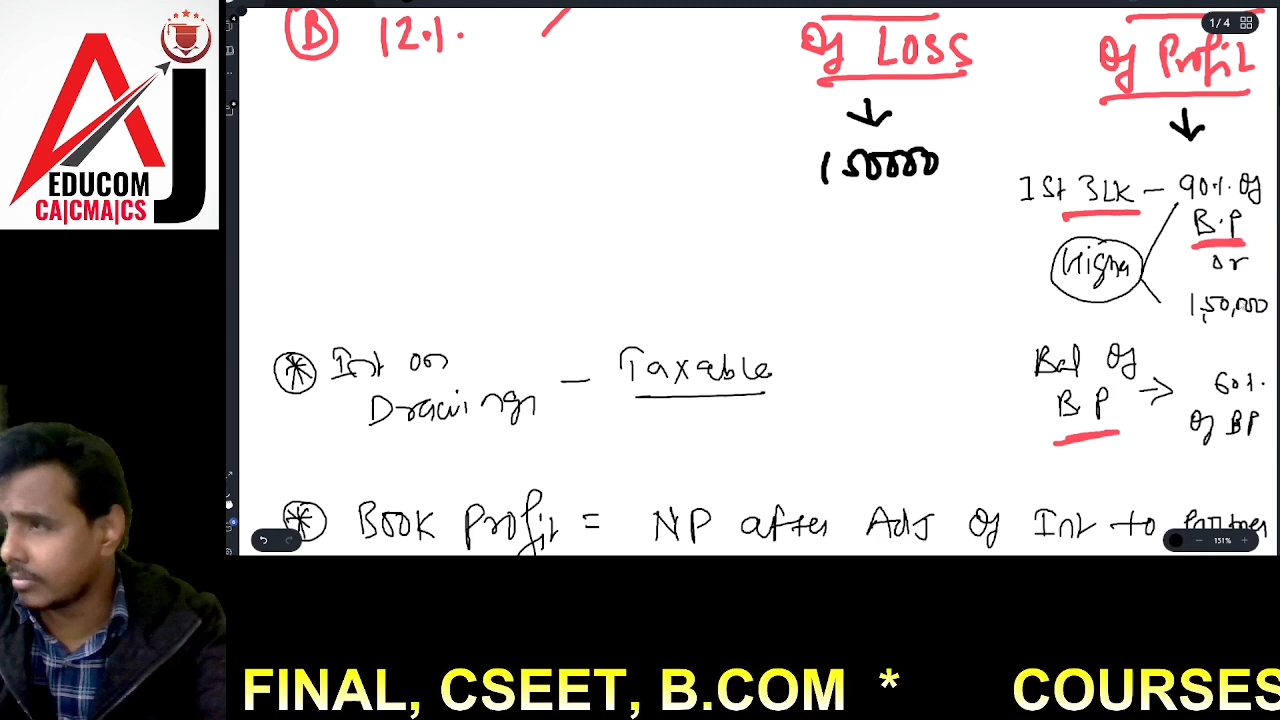 AJ
EDUCOM
CA|CMA|CS
1/4
B 12%.
Of LOSS
Of Profit
150000
1st 3LK - 90% Of
B.P
Higher
or
1,50,000
* Int on
Drawings - Taxable
Bal Of
BP
60%.
Of BP
* Book Profit = NP after Adj Of Int to Partner
151%
FINAL, CSEET, B.COM * COURSES